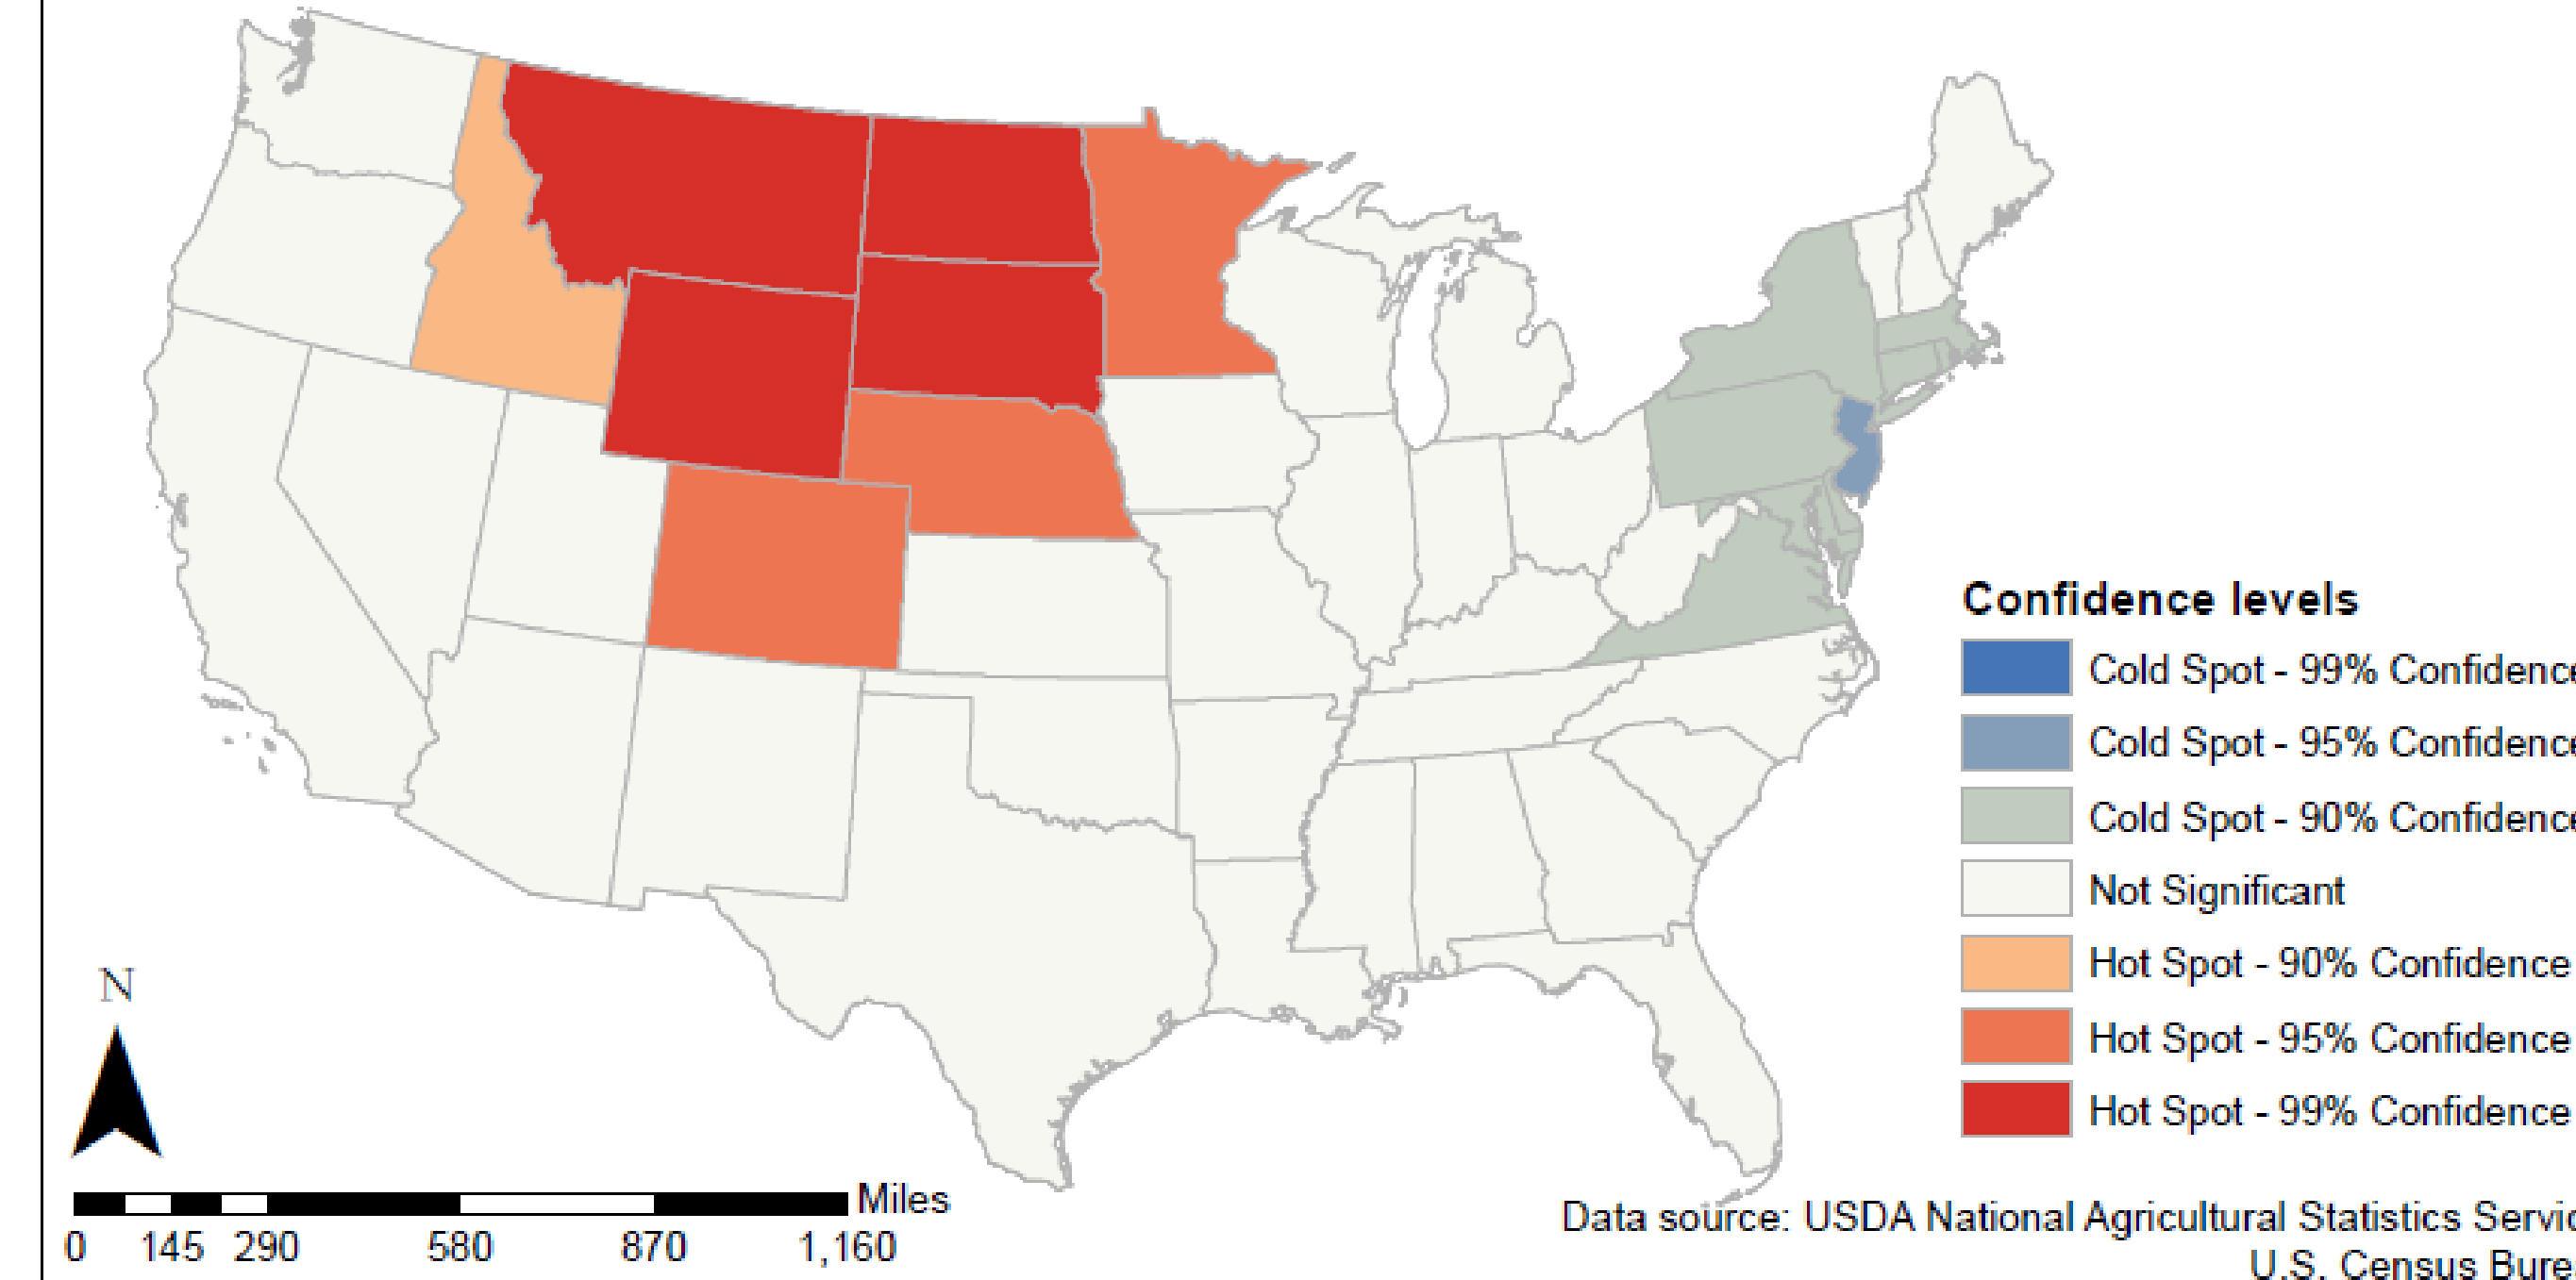 Confidence levels
Cold Spot - 99% Confidence
Cold Spot - 95% Confidence
Cold Spot - 90% Confidence
Not Significant
Hot Spot - 90% Confidence
Hot Spot - 95% Confidence
Hot Spot - 99% Confidence
N
Miles
0 145 290 580 870 1,160
Data source: USDA National Agricultural Statistics Servic
U.S. Census Bure